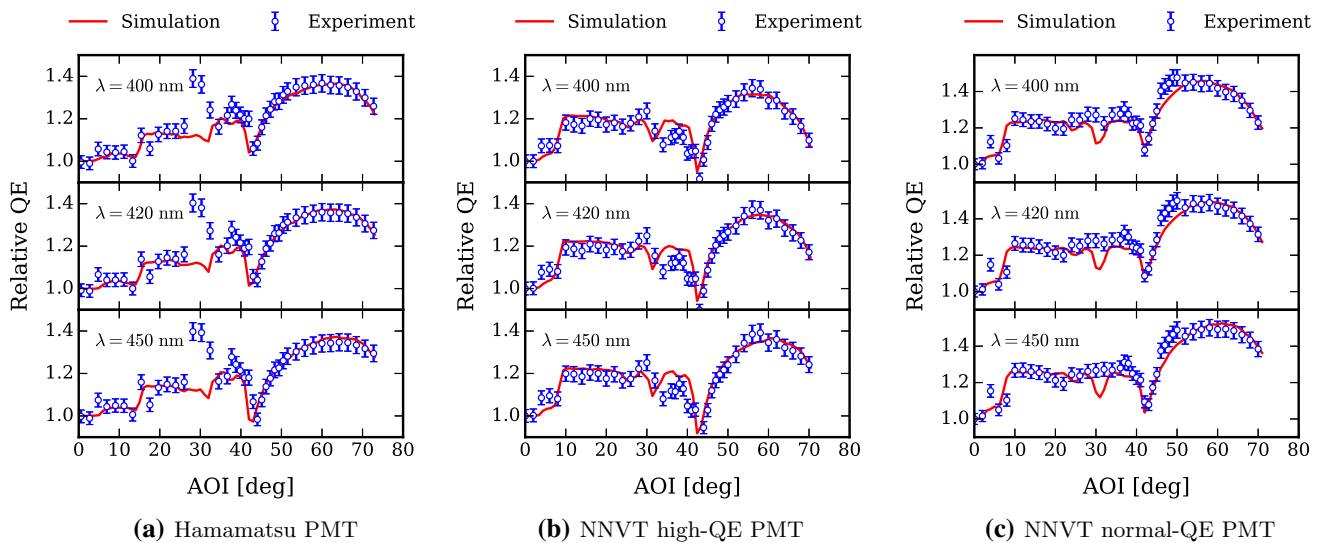 Simulation Experiment
Simulation Experiment
Simulation Experiment
Relative QE
1.4
1.2
1.0
λ = 400 nm
1.4
1.2
1.0
λ = 420 nm
1.4
1.2
1.0
λ = 450 nm
0 10 20 30 40 50 60 70 80
AOI [deg]
(a) Hamamatsu PMT
Relative QE
1.4
1.2
1.0
λ = 400 nm
1.4
1.2
1.0
λ = 420 nm
1.4
1.2
1.0
λ = 450 nm
0 10 20 30 40 50 60 70 80
AOI [deg]
(b) NNVT high-QE PMT
Relative QE
1.4
1.2
1.0
λ = 400 nm
1.4
1.2
1.0
λ = 420 nm
1.4
1.2
1.0
λ = 450 nm
0 10 20 30 40 50 60 70 80
AOI [deg]
(c) NNVT normal-QE PMT